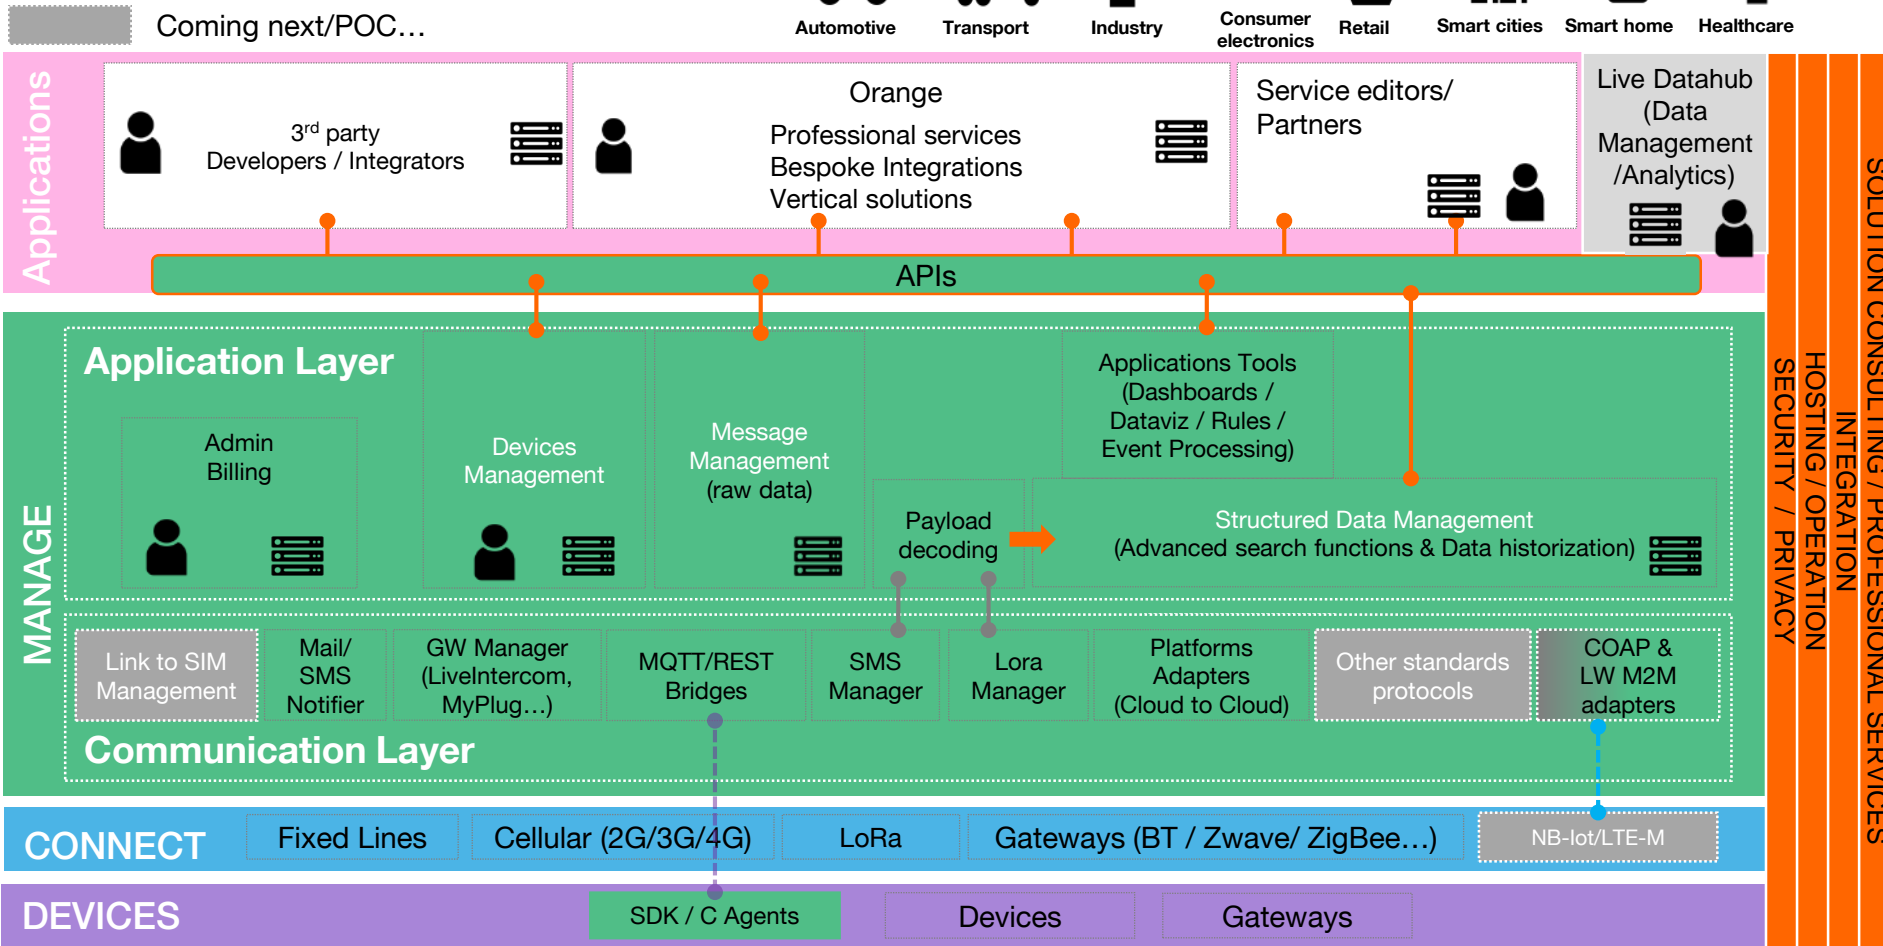 Coming next/POC...
Automotive
Transport
Industry
Consumer
electronics
Retail
Smart cities
Smart home
Healthcare
Applications
3rd party
Developers / Integrators
Orange
Professional services
Bespoke Integrations
Vertical solutions
Service editors/
Partners
Live Datahub
(Data
Management
/Analytics)
APIs
MANAGE
Application Layer
Admin
Billing
Devices
Management
Message
Management
(raw data)
Applications Tools
(Dashboards /
Dataviz / Rules /
Event Processing)
Payload
decoding
Structured Data Management
(Advanced search functions & Data historization)
Link to SIM
Management
Mail/
SMS
Notifier
GW Manager
(LiveIntercom,
MyPlug...)
MQTT/REST
Bridges
SMS
Manager
Lora
Manager
Platforms
Adapters
(Cloud to Cloud)
Other standards
protocols
COAP &
LW M2M
adapters
Communication Layer
CONNECT
Fixed Lines
Cellular (2G/3G/4G)
LoRa
Gateways (BT / Zwave/ ZigBee...)
NB-Iot/LTE-M
DEVICES
SDK / C Agents
Devices
Gateways
SECURITY / PRIVACY
HOSTING / OPERATION
INTEGRATION
SOLUTION CONSULTING / PROFESSIONAL SERVICES